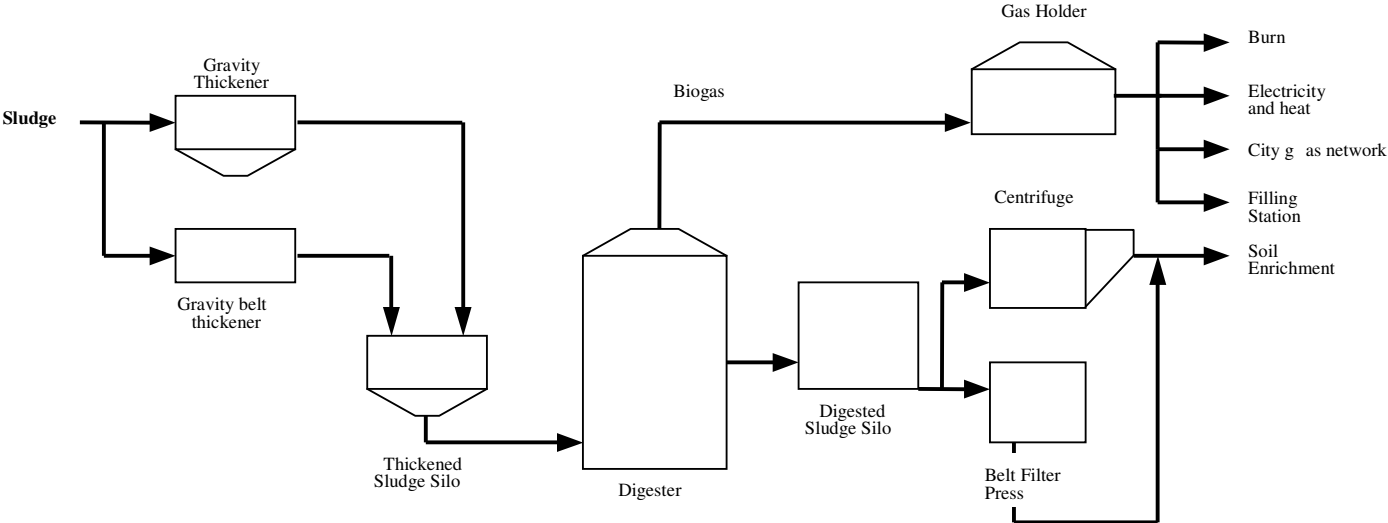 Gas Holder
Burn
Gravity
Thickener
Biogas
Electricity
and heat
Sludge
City g as network
Centrifuge
Filling
Station
Soil
Enrichment
Gravity belt
thickener
Digested
Sludge Silo
Thickened
Sludge Silo
Digester
Belt Filter
Press